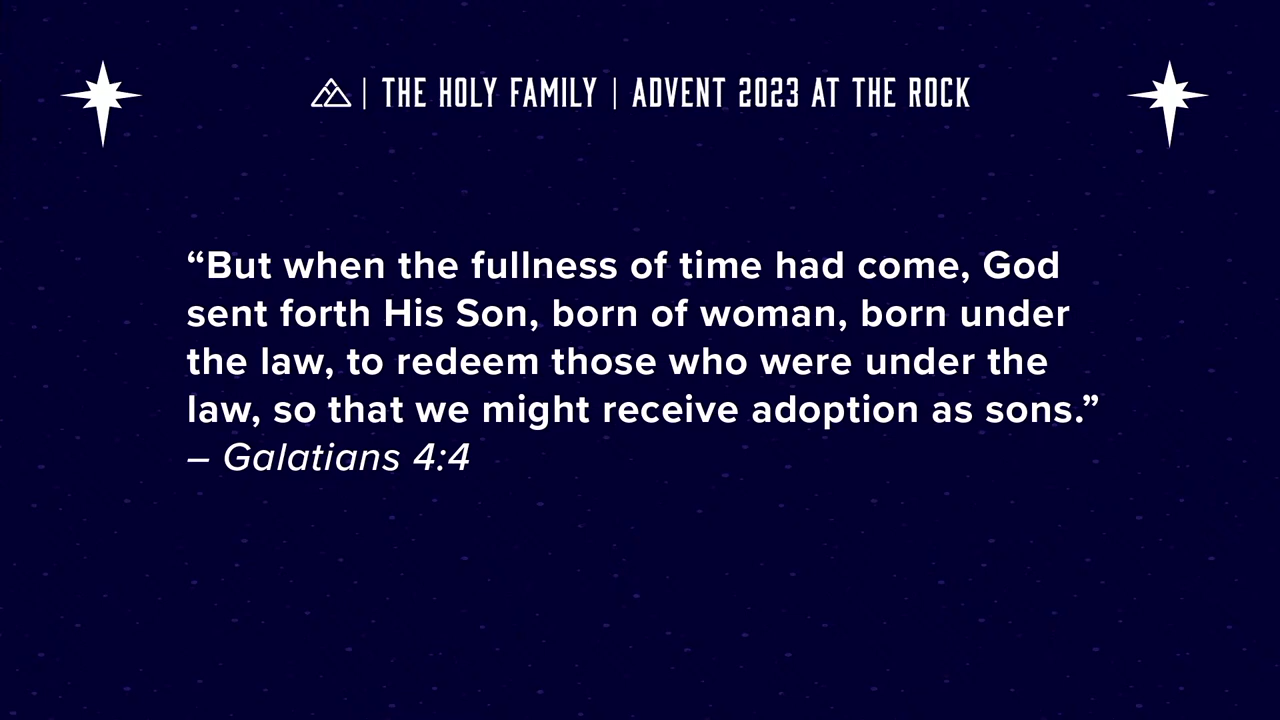 | THE HOLY FAMILY | ADVENT 2023 AT THE ROCK
“But when the fullness of time had come, God
sent forth His Son, born of woman, born under
the law, to redeem those who were under the
law, so that we might receive adoption as sons.”
– Galatians 4:4